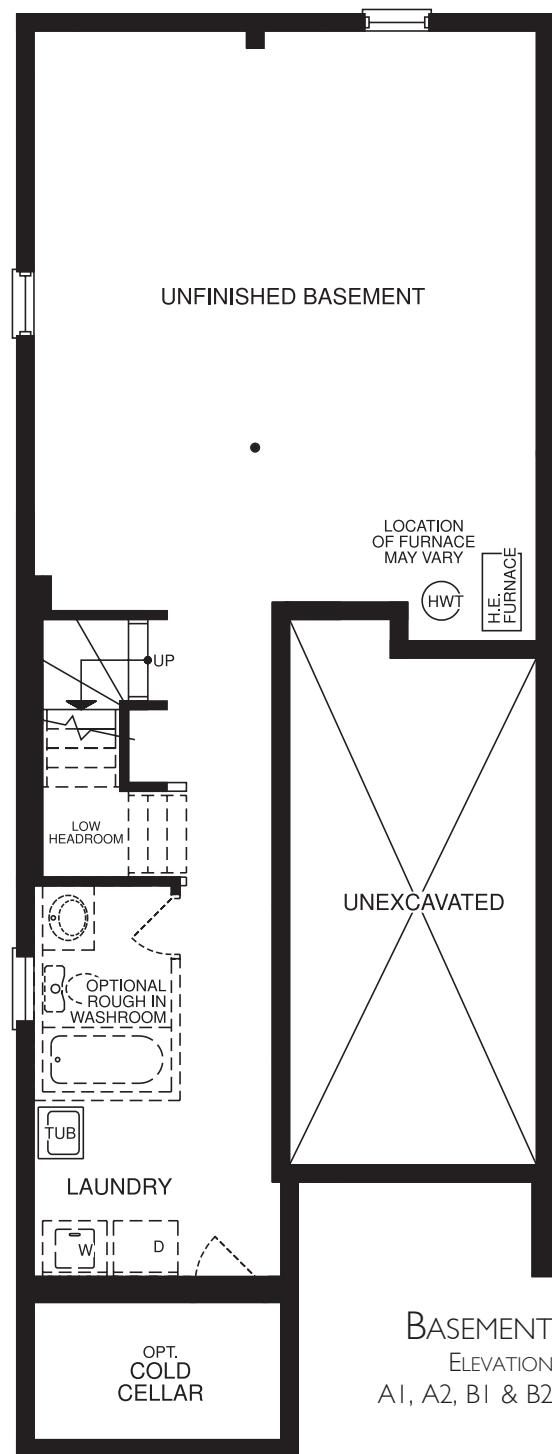 UNFINISHED BASEMENT
LOCATION
OF FURNACE
MAY VARY
HWT
H.E.
FURNACE
UP
LOW
HEADROOM
UNEXCAVATED
OPTIONAL
ROUGH IN
WASHROOM
TUB
LAUNDRY
W
D
OPT.
COLD
CELLAR
BASEMENT
ELEVATION
A1, A2, B1 & B2